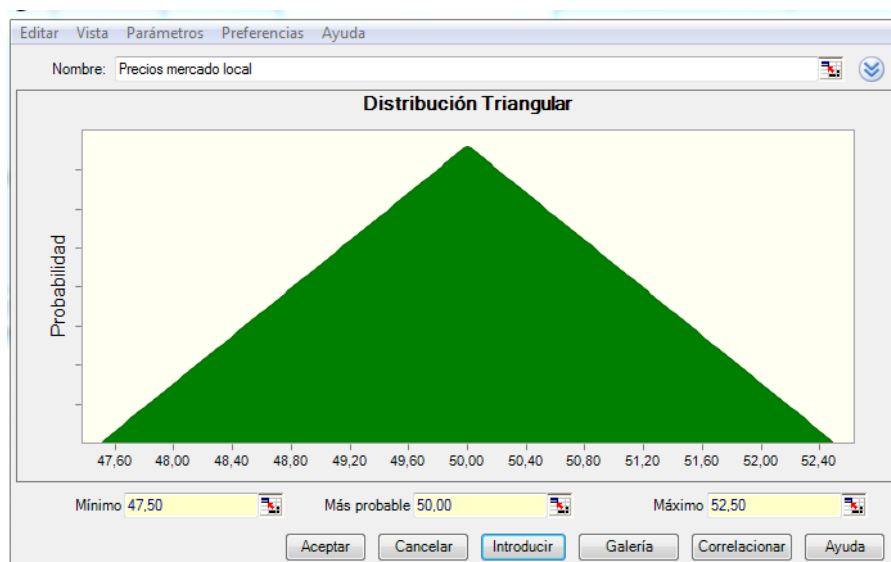 Editar Vista Parámetros Preferencias Ayuda
Nombre: Precios mercado local
Distribución Triangular
Probabilidad
47,60 48,00 48,40 48,80 49,20 49,60 50,00 50,40 50,80 51,20 51,60 52,00 52,40
Mínimo 47,50 Más probable 50,00 Máximo 52,50
Aceptar Cancelar Introducir Galería Correlacionar Ayuda